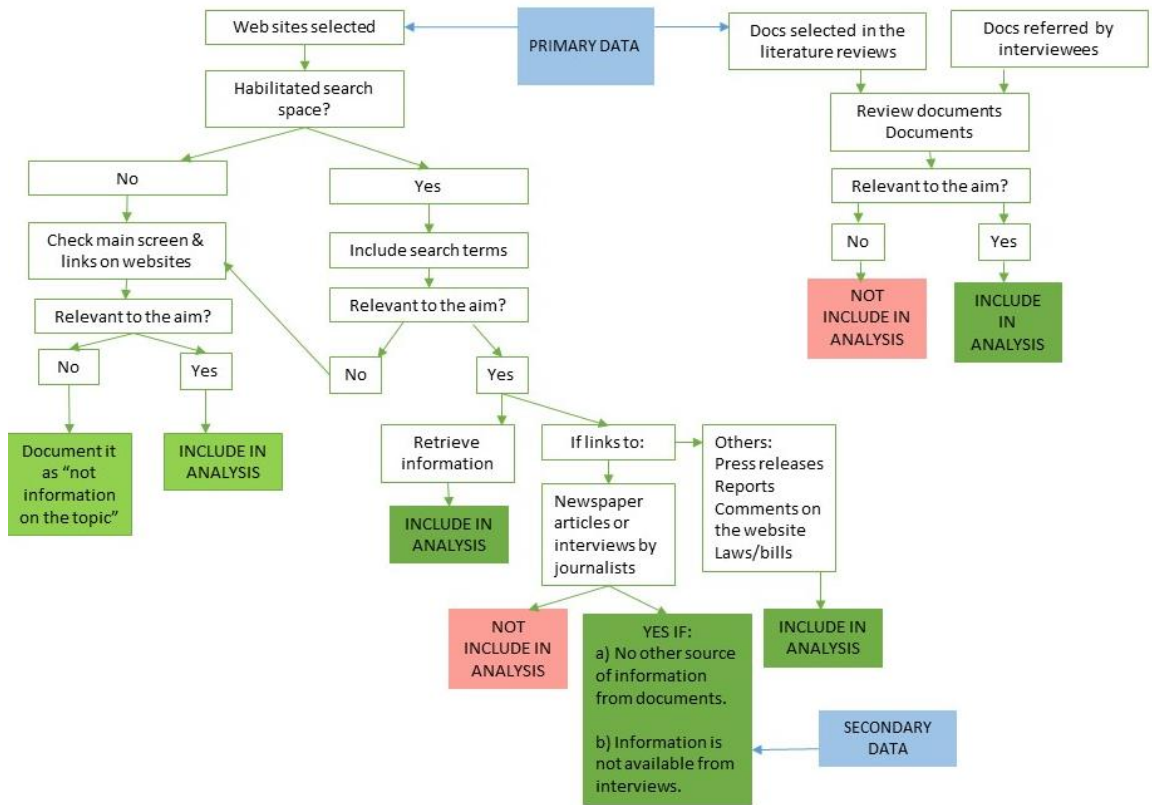 Web sites selected
PRIMARY DATA
Docs selected in the
literature reviews
Docs referred by
interviewees
Habilitated search
space?
Review documents
Documents
No
Yes
Relevant to the aim?
Check main screen &
links on websites
Include search terms
No
Yes
Relevant to the aim?
Relevant to the aim?
NOT
INCLUDE IN
ANALYSIS
INCLUDE
IN
ANALYSIS
No
Yes
No
Yes
Document it
as “not
information
on the topic”
INCLUDE IN
ANALYSIS
Retrieve
information
If links to:
Others:
Press releases
Reports
Comments on
the website
Laws/bills
INCLUDE IN
ANALYSIS
Newspaper
articles or
interviews by
journalists
NOT
INCLUDE IN
ANALYSIS
YES IF:
a) No other source
of information
from documents.
b) Information is
not available from
interviews.
INCLUDE IN
ANALYSIS
SECONDARY
DATA